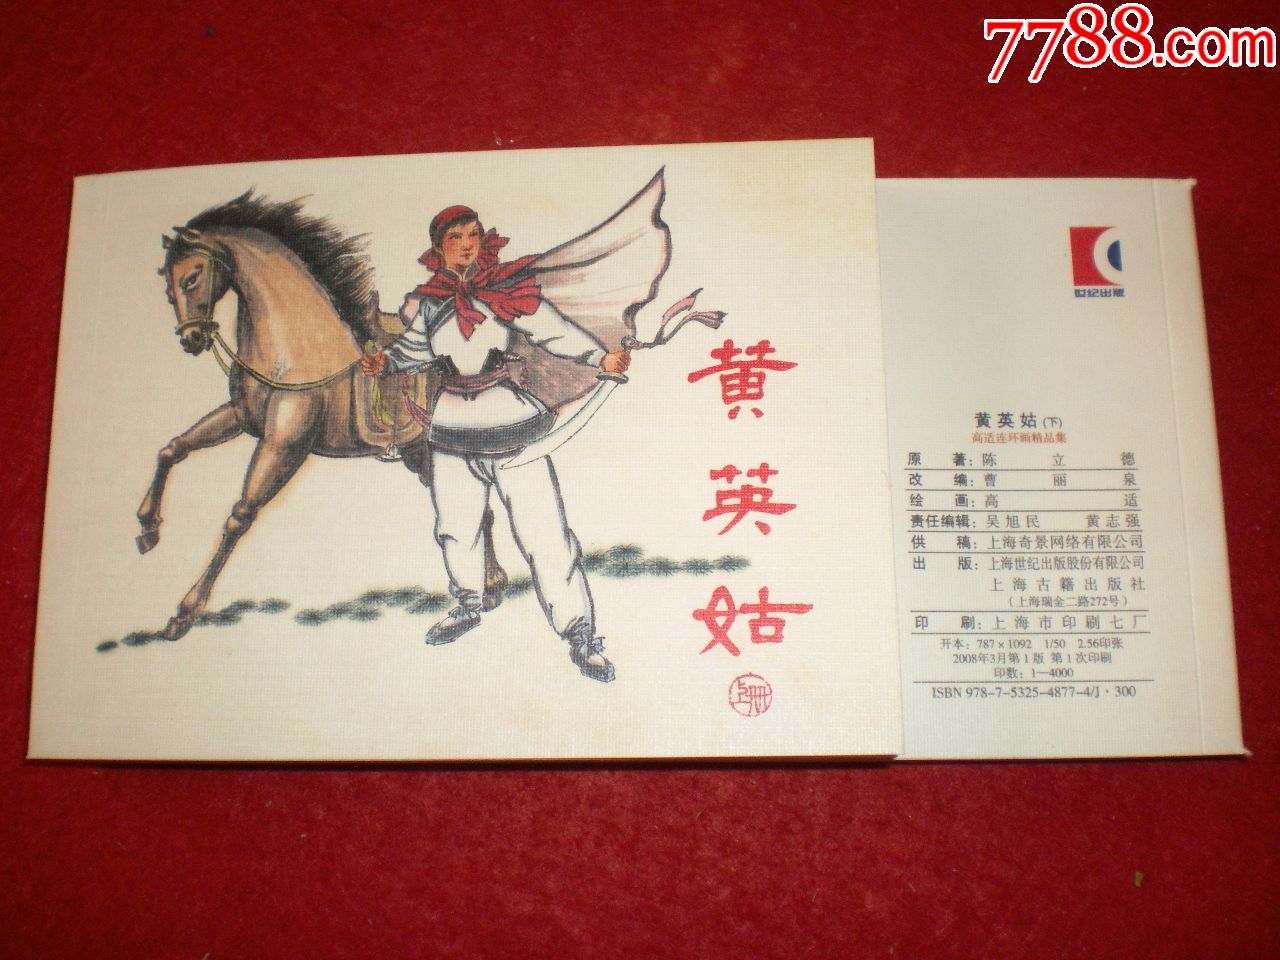 7788.com
黄英姑
上册
世纪出版
黄英姑(下)
高适连环画精品集
原 著：陈立德
改 编：曹丽泉
绘 画：高适
责任编辑：吴旭民 黄志强
供 稿：上海奇景网络有限公司
出 版：上海世纪出版股份有限公司
上海古籍出版社
（上海瑞金二路272号）
印 刷：上海市印刷七厂
开本：787×1092 1/50 2.56印张
2008年3月第1版 第1次印刷
印数：1—4000
ISBN 978-7-5325-4877-4/J·300